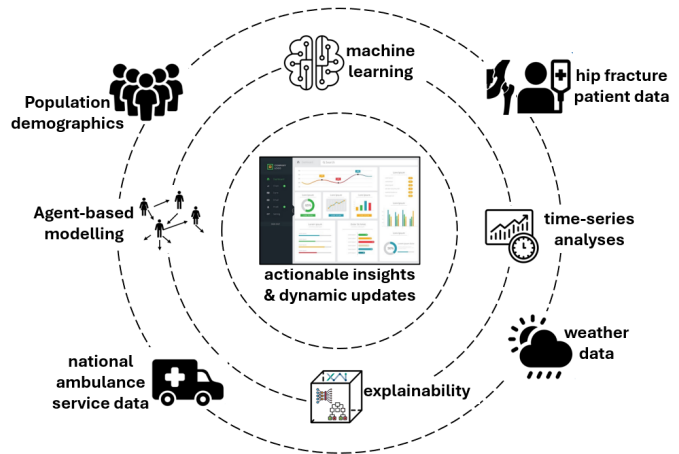 machine
learning
hip fracture
patient data
Population
demographics
Agent-based
modelling
time-series
analyses
actionable insights
& dynamic updates
weather
data
national
ambulance
service data
explainability